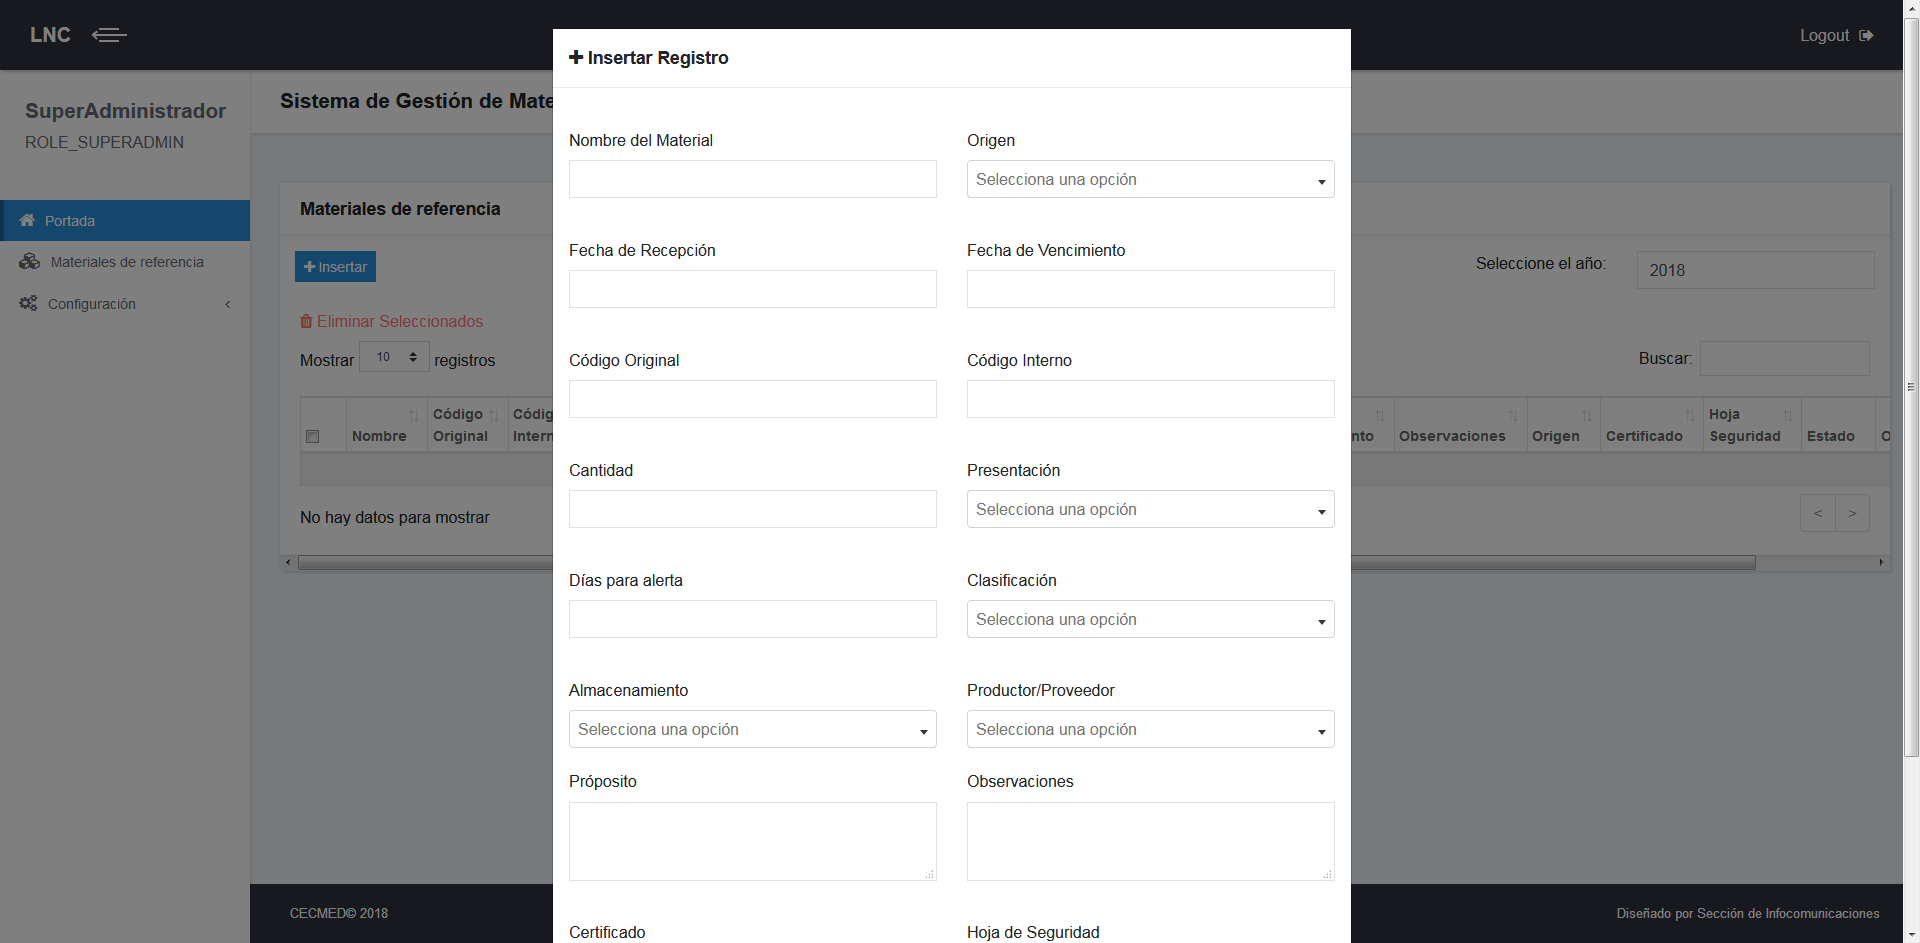 LNC
Logout
SuperAdministrador
ROLE_SUPERADMIN
Portada
Materiales de referencia
Configuración
Sistema de Gestión de Mate
Materiales de referencia
Insertar
Seleccione el año:
2018
Eliminar Seleccionados
Mostrar 10 registros
Buscar:
Nombre
Código Original
Códig Intern
nto
Observaciones
Origen
Certificado
Hoja Seguridad
Estado
O
No hay datos para mostrar
< >
CECMED© 2018
Diseñado por Sección de Infocomunicaciones
Insertar Registro
Nombre del Material
Origen
Selecciona una opción
Fecha de Recepción
Fecha de Vencimiento
Código Original
Código Interno
Cantidad
Presentación
Selecciona una opción
Días para alerta
Clasificación
Selecciona una opción
Almacenamiento
Productor/Proveedor
Selecciona una opción
Selecciona una opción
Próposito
Observaciones
Certificado
Hoja de Seguridad